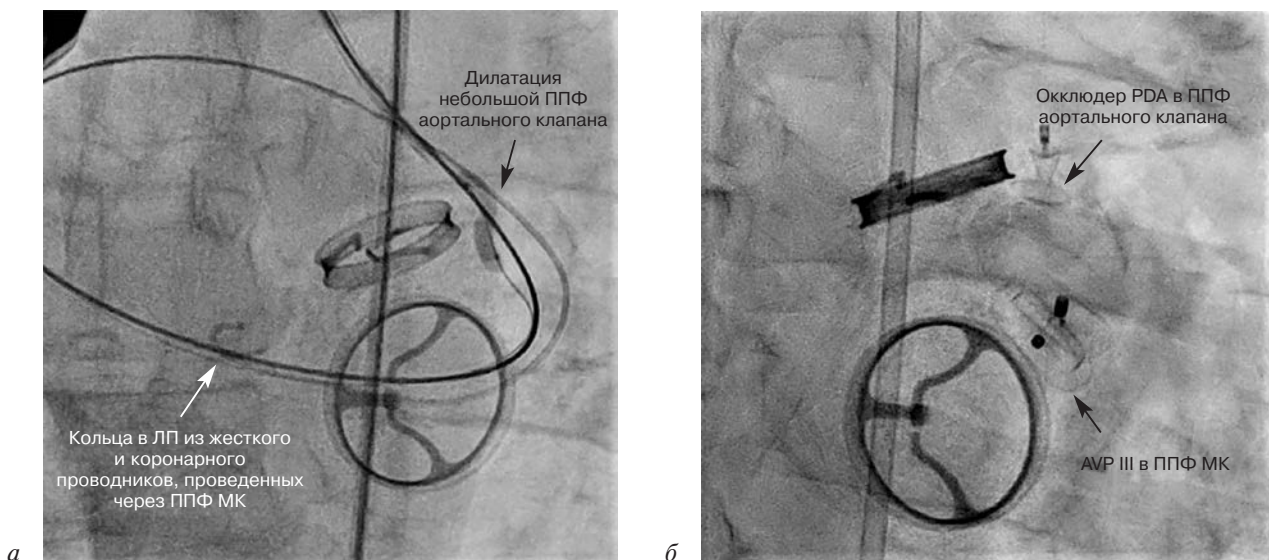 Дилатация
небольшой ППФ
аортального клапана
Кольца в ЛП из жесткого
и коронарного
проводников, проведенных
через ППФ МК
а
Окклюдер PDA в ППФ
аортального клапана
AVP III в ППФ МК
б